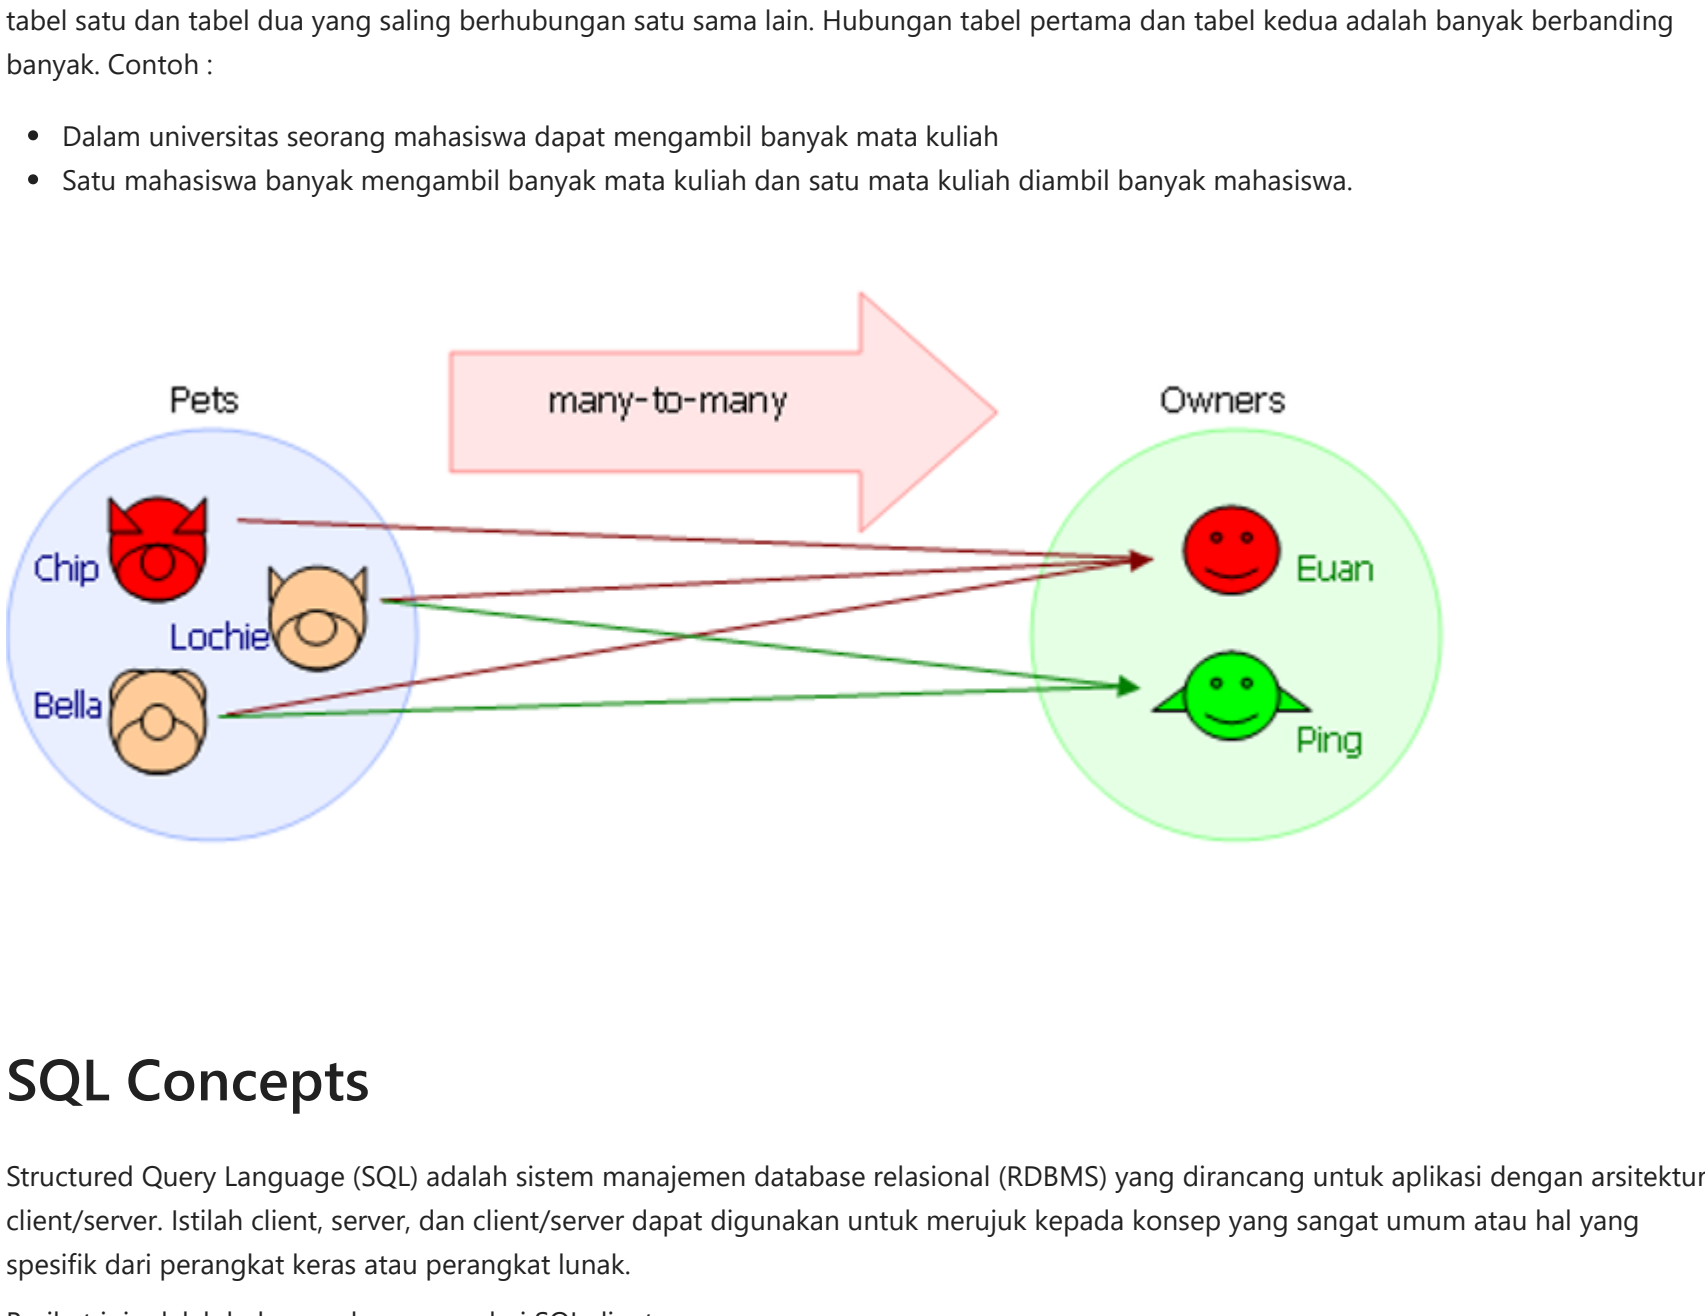 tabel satu dan tabel dua yang saling berhubungan satu sama lain. Hubungan tabel pertama dan tabel kedua adalah banyak berbanding
banyak. Contoh :
• Dalam universitas seorang mahasiswa dapat mengambil banyak mata kuliah
• Satu mahasiswa banyak mengambil banyak mata kuliah dan satu mata kuliah diambil banyak mahasiswa.
Pets
many-to-many
Owners
Chip
Lochie
Bella
Euan
Ping
SQL Concepts
Structured Query Language (SQL) adalah sistem manajemen database relasional (RDBMS) yang dirancang untuk aplikasi dengan arsitektur
client/server. Istilah client, server, dan client/server dapat digunakan untuk merujuk kepada konsep yang sangat umum atau hal yang
spesifik dari perangkat keras atau perangkat lunak.